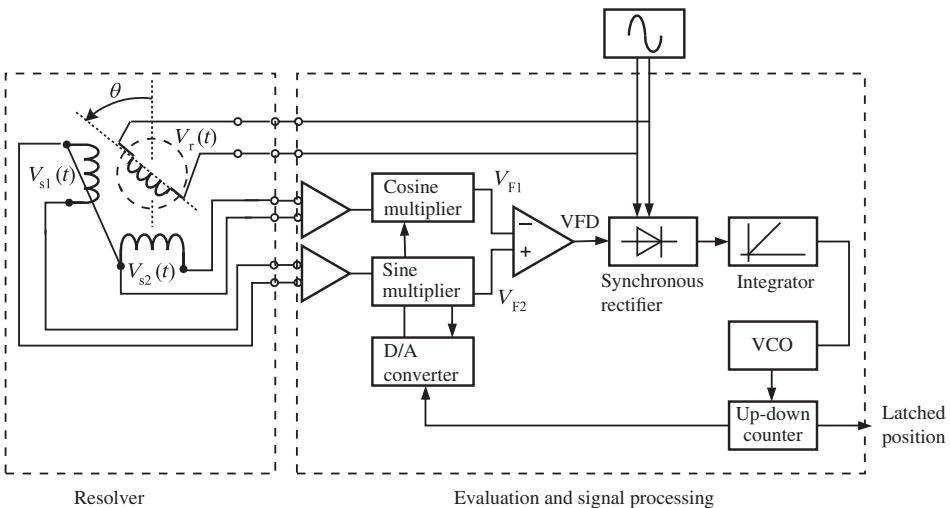 θ
V_r(t)
V_s1(t)
V_s2(t)
Cosine
multiplier
V_F1
VFD
Sine
multiplier
V_F2
D/A
converter
Synchronous
rectifier
Integrator
VCO
Up-down
counter
Latched
position
−
+
Resolver
Evaluation and signal processing